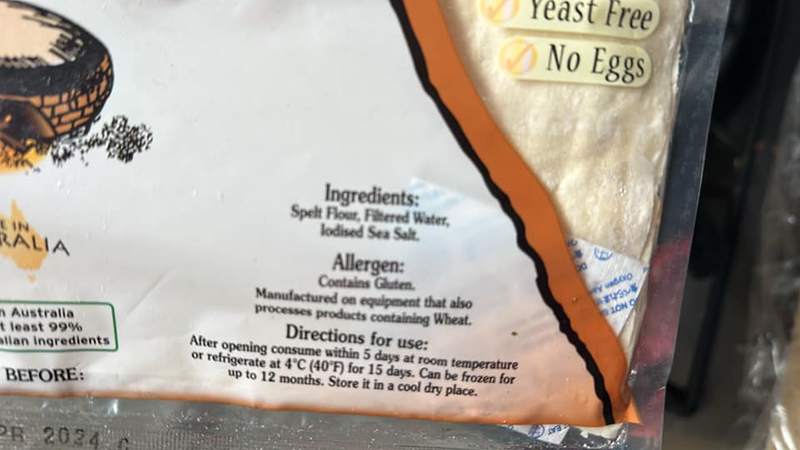 Yeast Free
No Eggs
Ingredients:
Spelt Flour, Filtered Water,
Iodised Sea Salt.
E IN
RALIA
Allergen:
Contains Gluten.
Manufactured on equipment that also
processes products containing Wheat.
n Australia
t least 99%
alian ingredients
Directions for use:
After opening consume within 5 days at room temperature
or refrigerate at 4°C (40°F) for 15 days. Can be frozen for
up to 12 months. Store it in a cool dry place.
BEFORE:
PR 2024 C